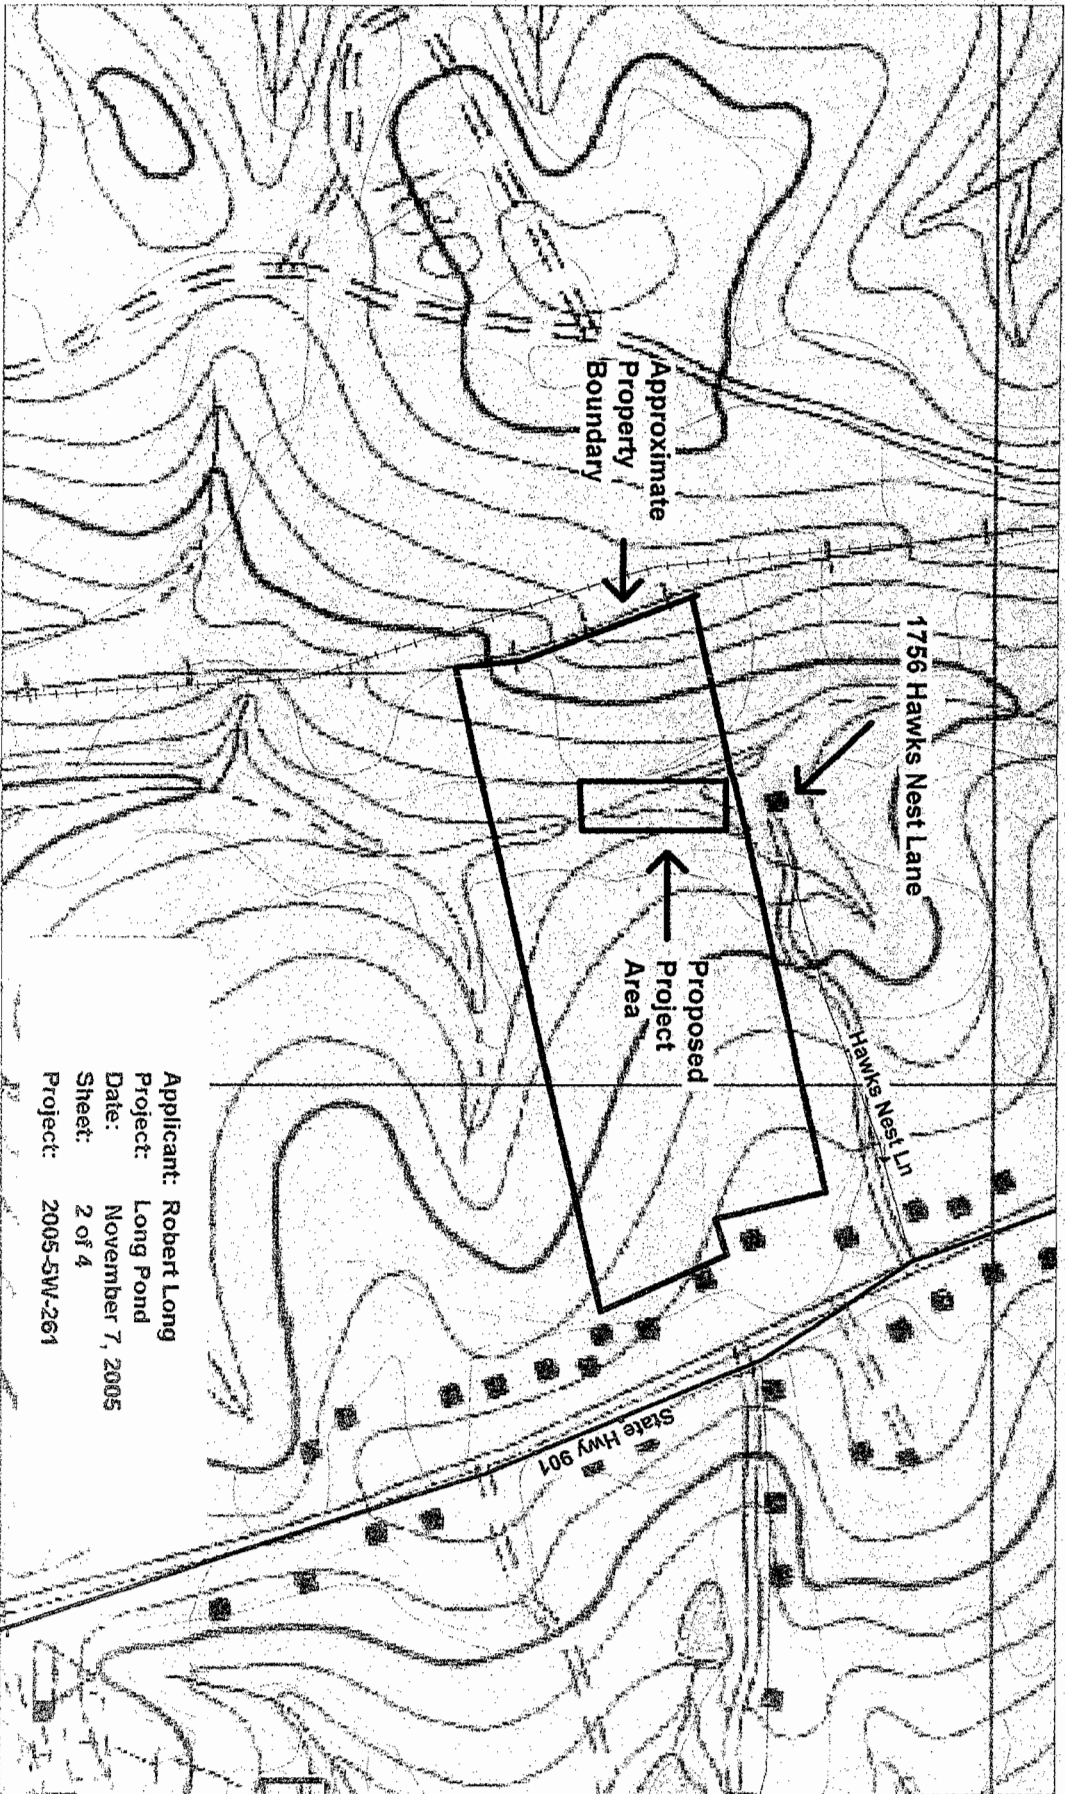 1756 Hawks Nest Lane
Approximate
Property
Boundary
Proposed
Project
Area
Hawks Nest Ln
State Hwy 901
Applicant: Robert Long
Project: Long Pond
Date: November 7, 2005
Sheet: 2 of 4
Project: 2005-5W-261